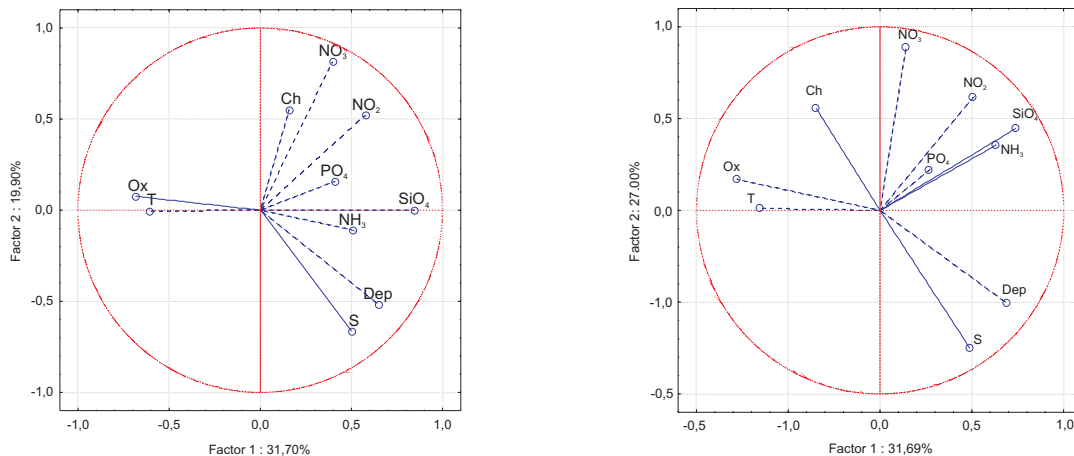 1,0
0,5
0,0
-0,5
-1,0
Factor 2 : 19,90%
NO3
Ch
NO2
PO4
Ox
T
SiO4
NH3
Dep
S
-1,0
-0,5
0,0
0,5
1,0
Factor 1 : 31,70%
1,0
0,5
0,0
-1,0
-0,5
Factor 2: 27.00%
NO3
Ch
NO2
SiO4
NH3
PO4
Ox
T
Dep
S
-1,0
-0,5
0,0
0,5
1,0
Factor 1 : 31,69%